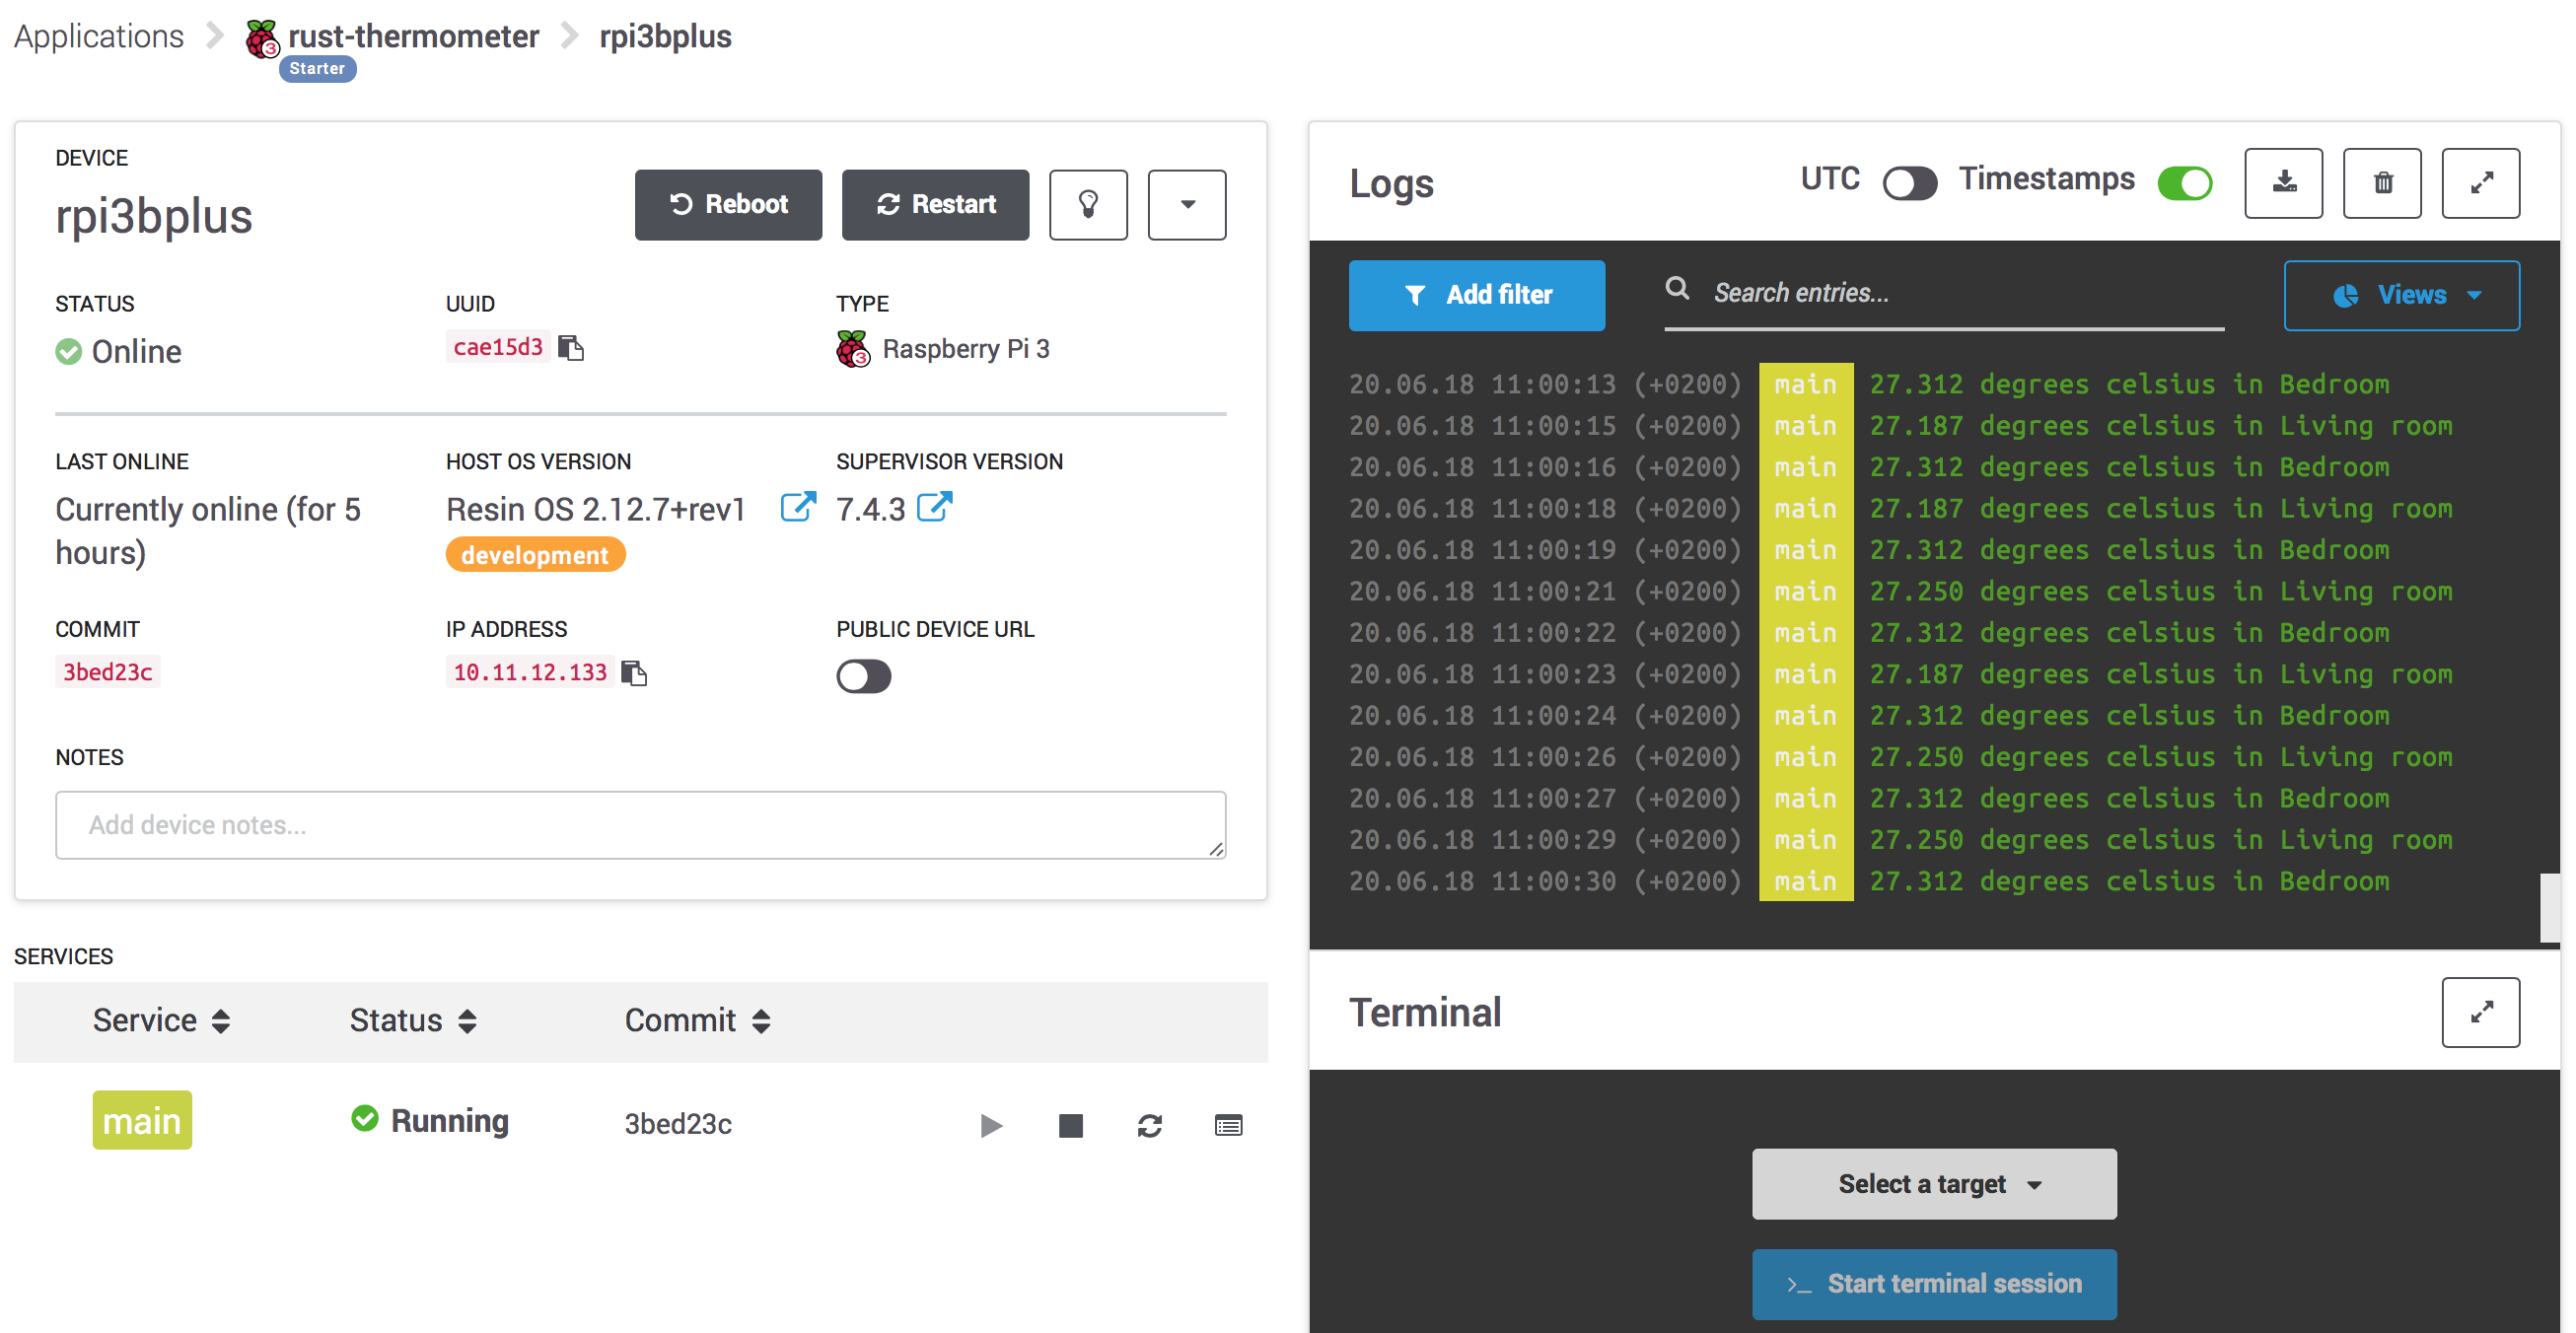 Applications rust-thermometer rpi3bplus
Starter
DEVICE
rpi3bplus
Reboot Restart
STATUS UUID TYPE
Online cae15d3 Raspberry Pi 3
LAST ONLINE HOST OS VERSION SUPERVISOR VERSION
Currently online (for 5 Resin OS 2.12.7+rev1 7.4.3
hours) development
COMMIT IP ADDRESS PUBLIC DEVICE URL
3bed23c 10.11.12.133
NOTES
Add device notes...
SERVICES
Service Status Commit
main Running 3bed23c
Logs UTC Timestamps
Add filter Search entries... Views
20.06.18 11:00:13 (+0200) main 27.312 degrees celsius in Bedroom
20.06.18 11:00:15 (+0200) main 27.187 degrees celsius in Living room
20.06.18 11:00:16 (+0200) main 27.312 degrees celsius in Bedroom
20.06.18 11:00:18 (+0200) main 27.187 degrees celsius in Living room
20.06.18 11:00:19 (+0200) main 27.312 degrees celsius in Bedroom
20.06.18 11:00:21 (+0200) main 27.250 degrees celsius in Living room
20.06.18 11:00:22 (+0200) main 27.312 degrees celsius in Bedroom
20.06.18 11:00:23 (+0200) main 27.187 degrees celsius in Living room
20.06.18 11:00:24 (+0200) main 27.312 degrees celsius in Bedroom
20.06.18 11:00:26 (+0200) main 27.250 degrees celsius in Living room
20.06.18 11:00:27 (+0200) main 27.312 degrees celsius in Bedroom
20.06.18 11:00:29 (+0200) main 27.250 degrees celsius in Living room
20.06.18 11:00:30 (+0200) main 27.312 degrees celsius in Bedroom
Terminal
Select a target
>_ Start terminal session